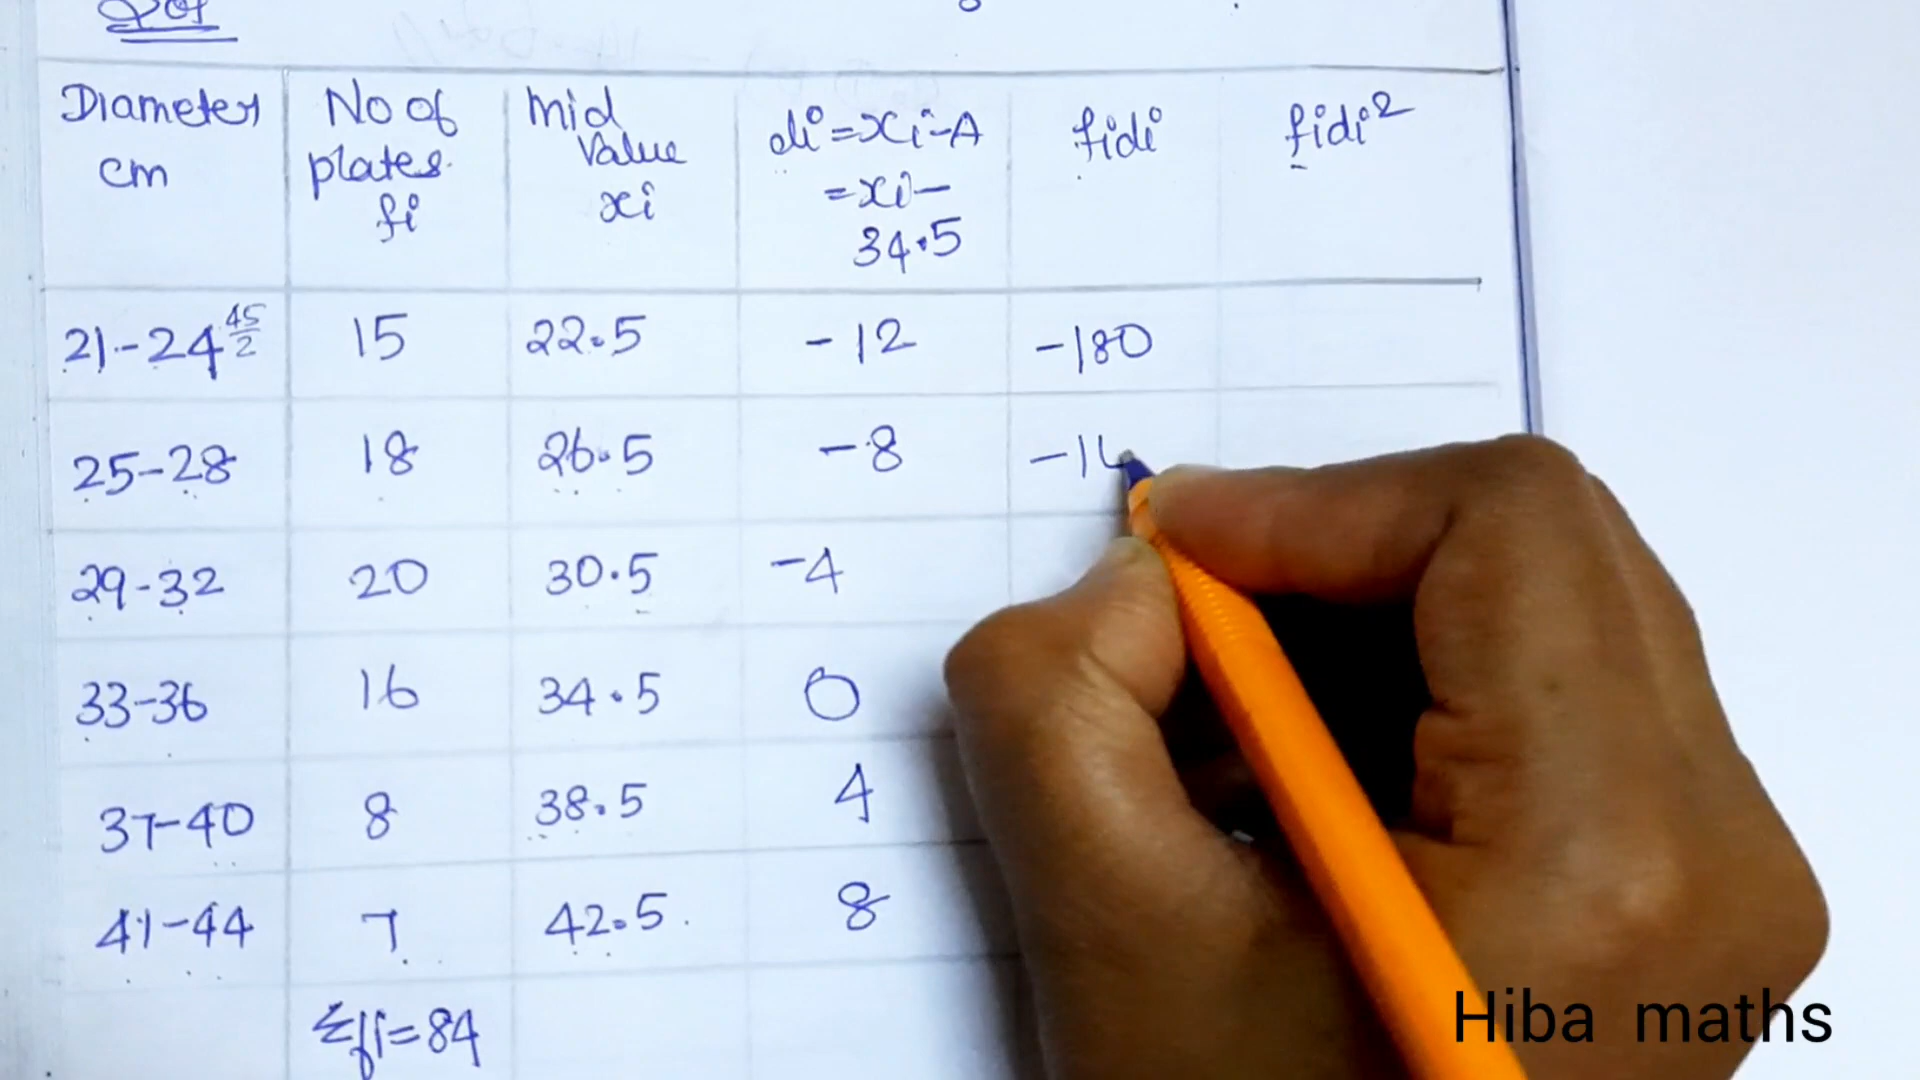 Sol
Diameter cm | No of plates. fi | Mid Value xi | di=xi-A =xi-34.5 | fidi | fidi²
21-24 45/2 | 15 | 22.5 | -12 | -180
25-28 | 18 | 26.5 | -8 | -14
29-32 | 20 | 30.5 | -4
33-36 | 16 | 34.5 | 0
37-40 | 8 | 38.5 | 4
41-44 | 7 | 42.5. | 8
Σfi=84
Hiba maths